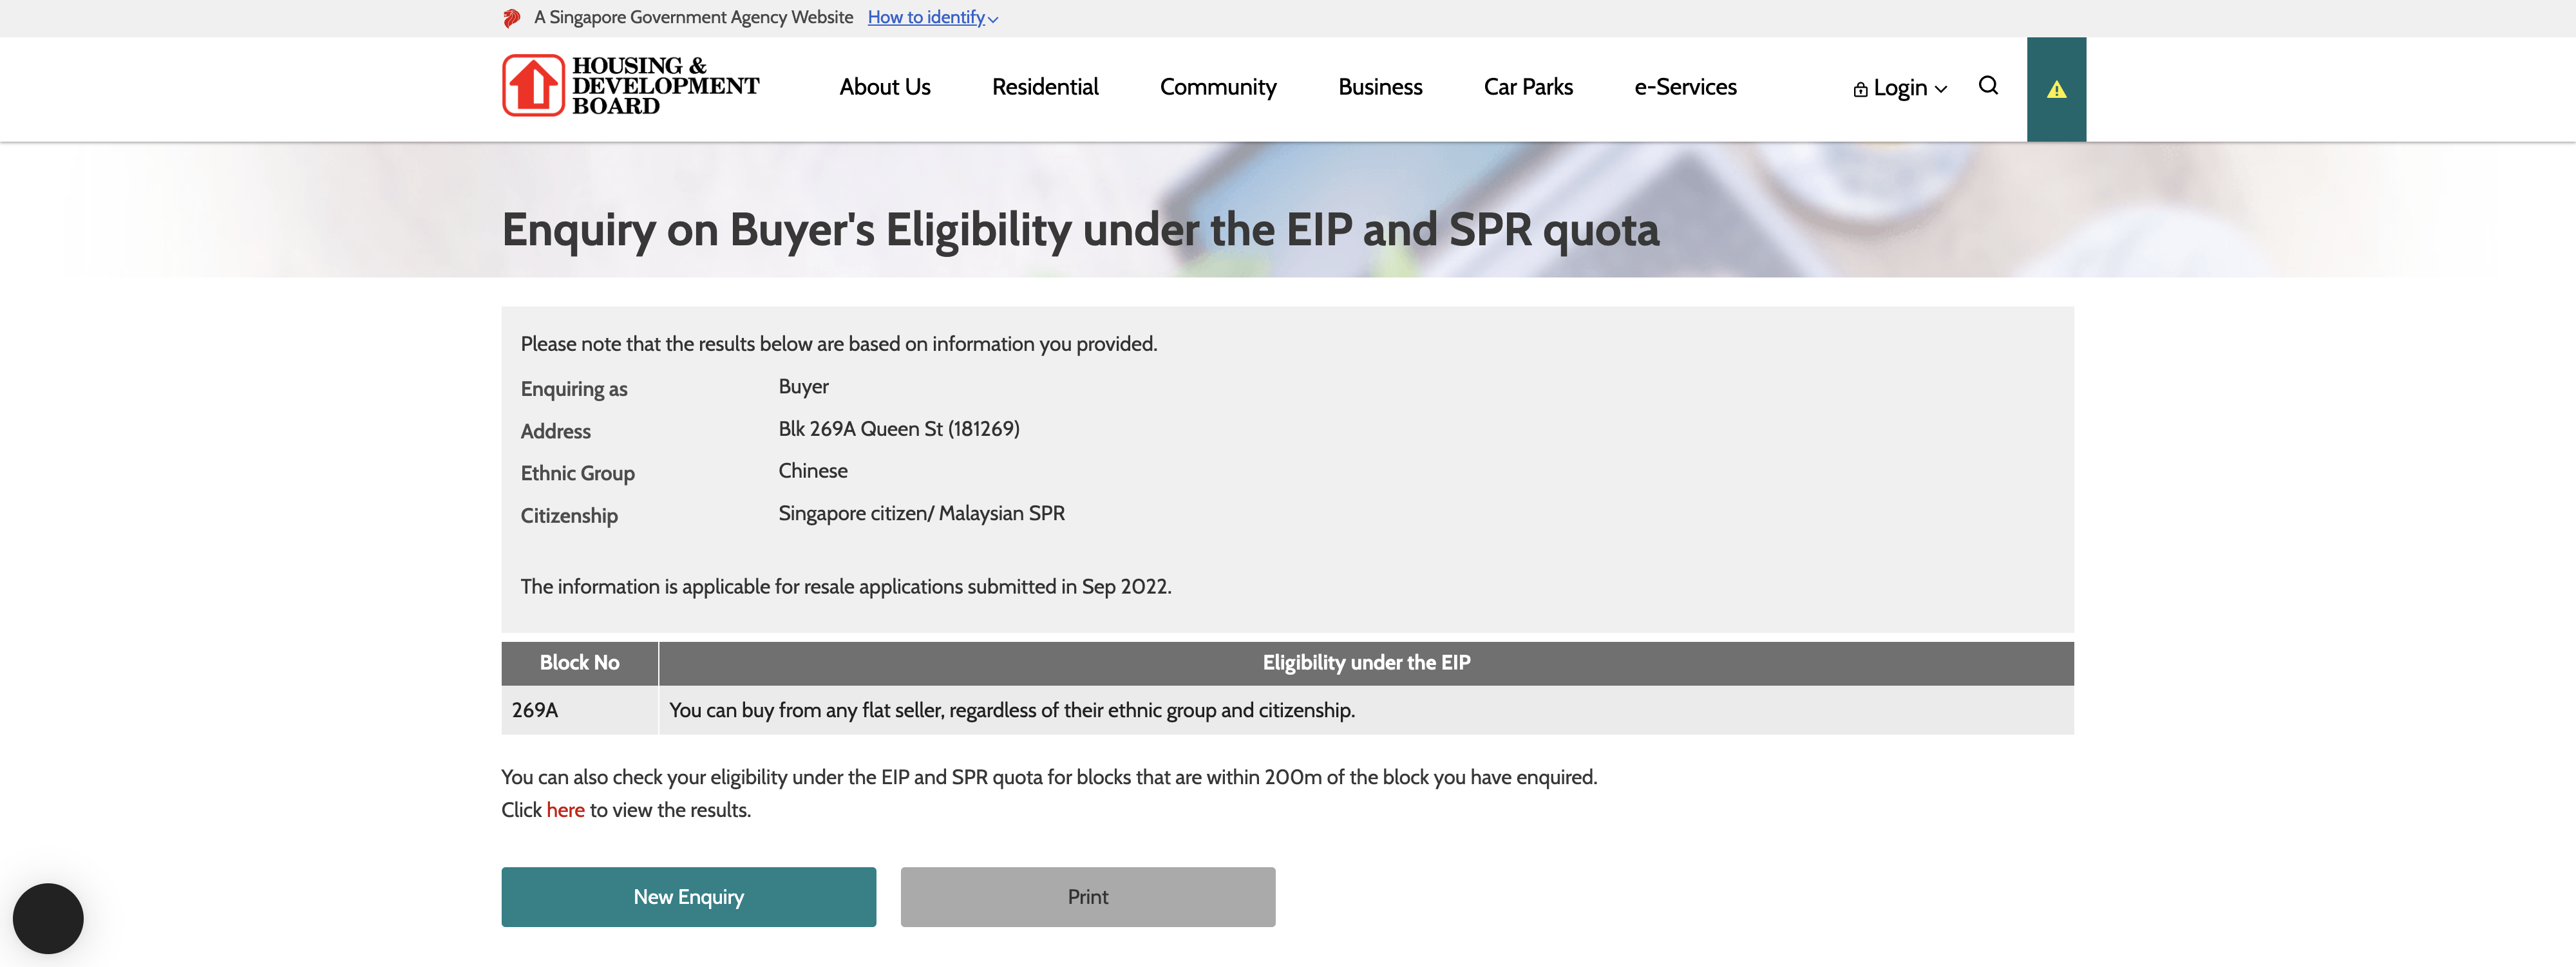 A Singapore Government Agency Website How to identify
HOUSING &
DEVELOPMENT
BOARD
About Us Residential Community Business Car Parks e-Services Login
Enquiry on Buyer's Eligibility under the EIP and SPR quota
Please note that the results below are based on information you provided.
Enquiring as Buyer
Address Blk 269A Queen St (181269)
Ethnic Group Chinese
Citizenship Singapore citizen/ Malaysian SPR
The information is applicable for resale applications submitted in Sep 2022.
Block No Eligibility under the EIP
269A You can buy from any flat seller, regardless of their ethnic group and citizenship.
You can also check your eligibility under the EIP and SPR quota for blocks that are within 200m of the block you have enquired.
Click here to view the results.
New Enquiry Print